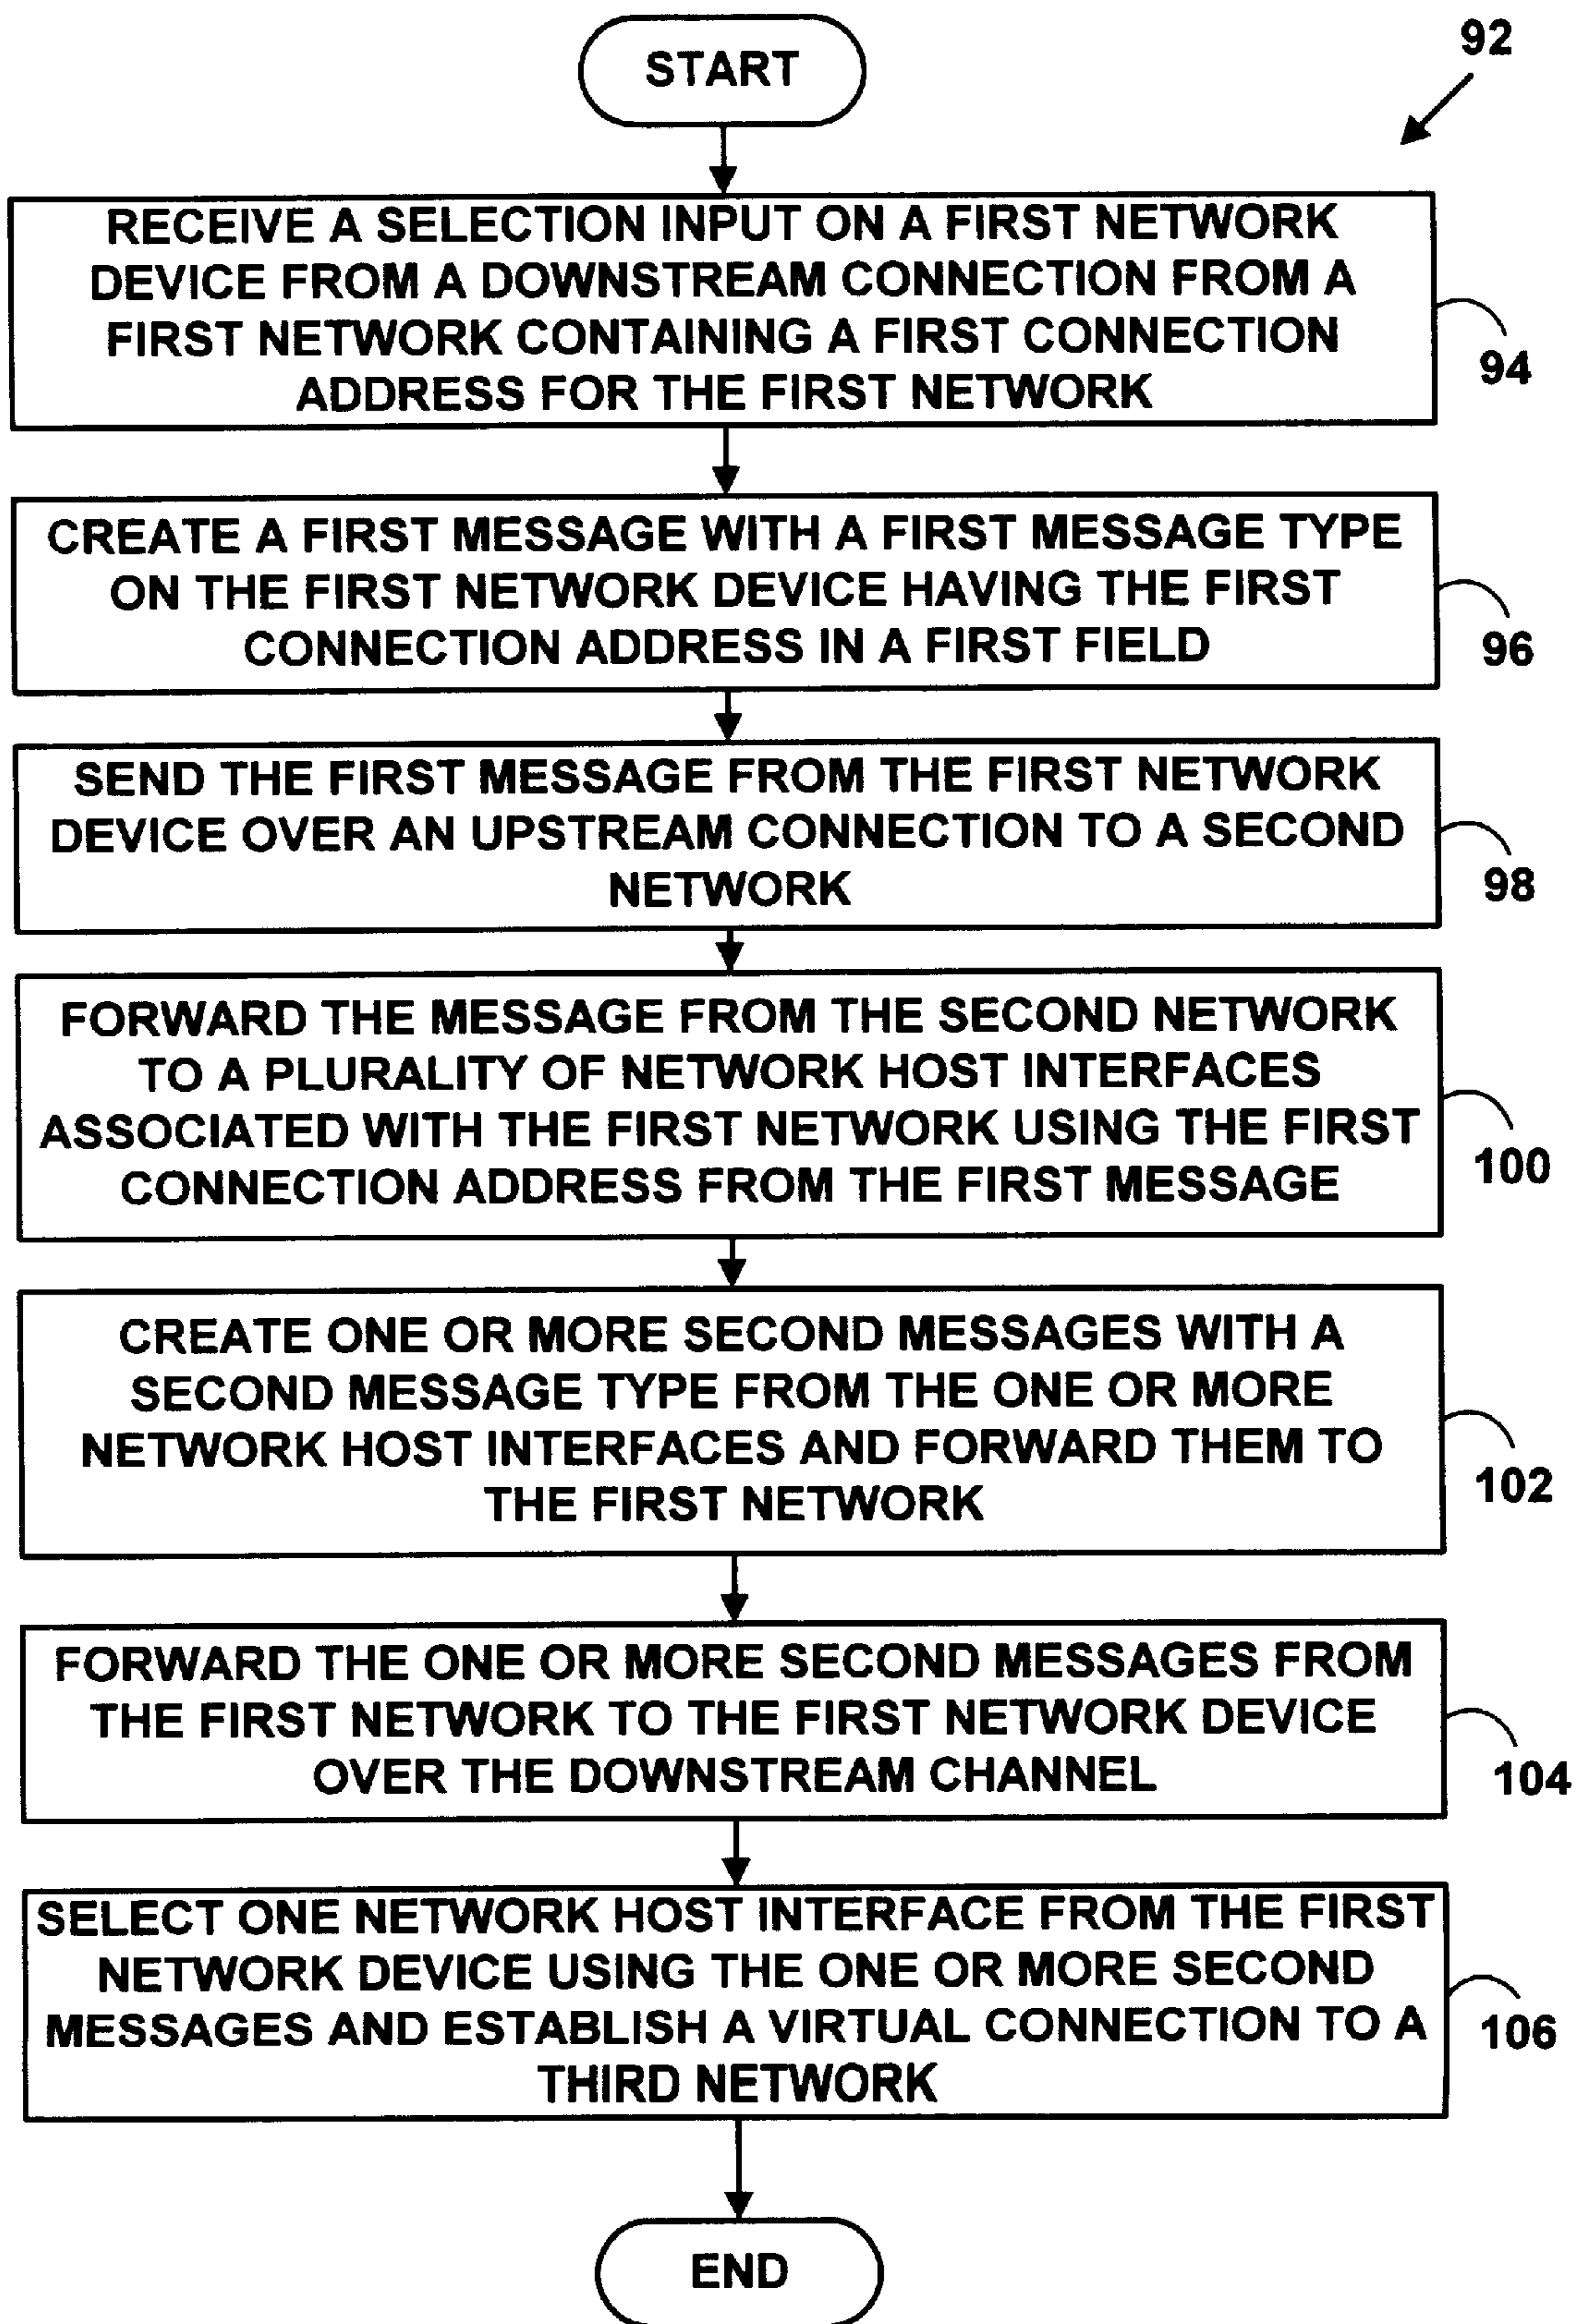 START
92
RECEIVE A SELECTION INPUT ON A FIRST NETWORK
DEVICE FROM A DOWNSTREAM CONNECTION FROM A
FIRST NETWORK CONTAINING A FIRST CONNECTION
ADDRESS FOR THE FIRST NETWORK
94
CREATE A FIRST MESSAGE WITH A FIRST MESSAGE TYPE
ON THE FIRST NETWORK DEVICE HAVING THE FIRST
CONNECTION ADDRESS IN A FIRST FIELD
96
SEND THE FIRST MESSAGE FROM THE FIRST NETWORK
DEVICE OVER AN UPSTREAM CONNECTION TO A SECOND
NETWORK
98
FORWARD THE MESSAGE FROM THE SECOND NETWORK
TO A PLURALITY OF NETWORK HOST INTERFACES
ASSOCIATED WITH THE FIRST NETWORK USING THE FIRST
CONNECTION ADDRESS FROM THE FIRST MESSAGE
100
CREATE ONE OR MORE SECOND MESSAGES WITH A
SECOND MESSAGE TYPE FROM THE ONE OR MORE
NETWORK HOST INTERFACES AND FORWARD THEM TO
THE FIRST NETWORK
102
FORWARD THE ONE OR MORE SECOND MESSAGES FROM
THE FIRST NETWORK TO THE FIRST NETWORK DEVICE
OVER THE DOWNSTREAM CHANNEL
104
SELECT ONE NETWORK HOST INTERFACE FROM THE FIRST
NETWORK DEVICE USING THE ONE OR MORE SECOND
MESSAGES AND ESTABLISH A VIRTUAL CONNECTION TO A
THIRD NETWORK
106
END